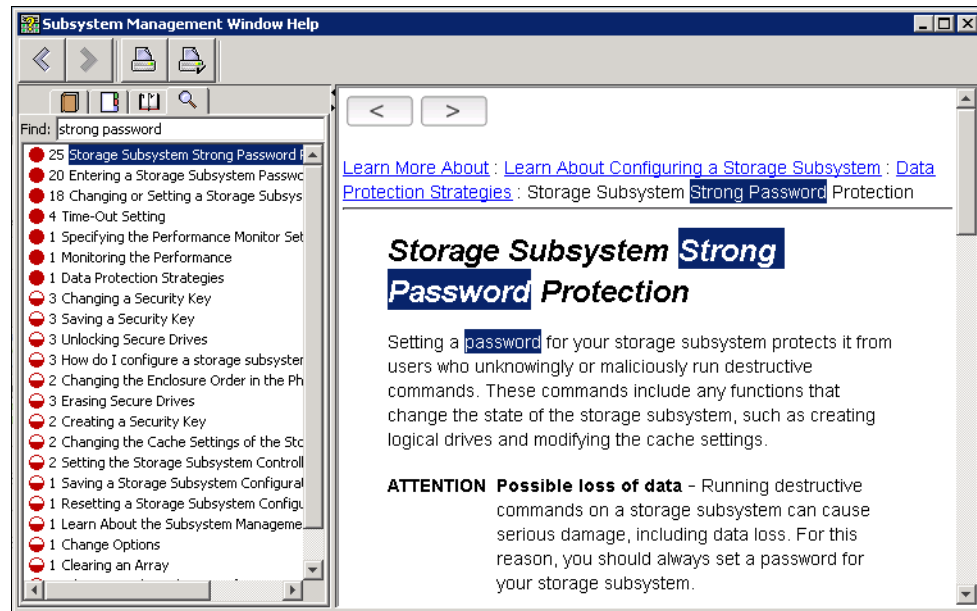 Subsystem Management Window Help
Find: strong password
25 Storage Subsystem Strong Password
20 Entering a Storage Subsystem Passwo
18 Changing or Setting a Storage Subsys
4 Time-Out Setting
1 Specifying the Performance Monitor Set
1 Monitoring the Performance
1 Data Protection Strategies
3 Changing a Security Key
3 Saving a Security Key
3 Unlocking Secure Drives
3 How do I configure a storage subsyster
2 Changing the Enclosure Order in the Ph
3 Erasing Secure Drives
2 Creating a Security Key
2 Changing the Cache Settings of the Sto
2 Setting the Storage Subsystem Controll
1 Saving a Storage Subsystem Configurat
1 Resetting a Storage Subsystem Configu
1 Learn About the Subsystem Manageme
1 Change Options
1 Clearing an Array
< >
Learn More About : Learn About Configuring a Storage Subsystem : Data
Protection Strategies : Storage Subsystem Strong Password Protection
Storage Subsystem Strong
Password Protection
Setting a password for your storage subsystem protects it from
users who unknowingly or maliciously run destructive
commands. These commands include any functions that
change the state of the storage subsystem, such as creating
logical drives and modifying the cache settings.
ATTENTION Possible loss of data – Running destructive
commands on a storage subsystem can cause
serious damage, including data loss. For this
reason, you should always set a password for
your storage subsystem.